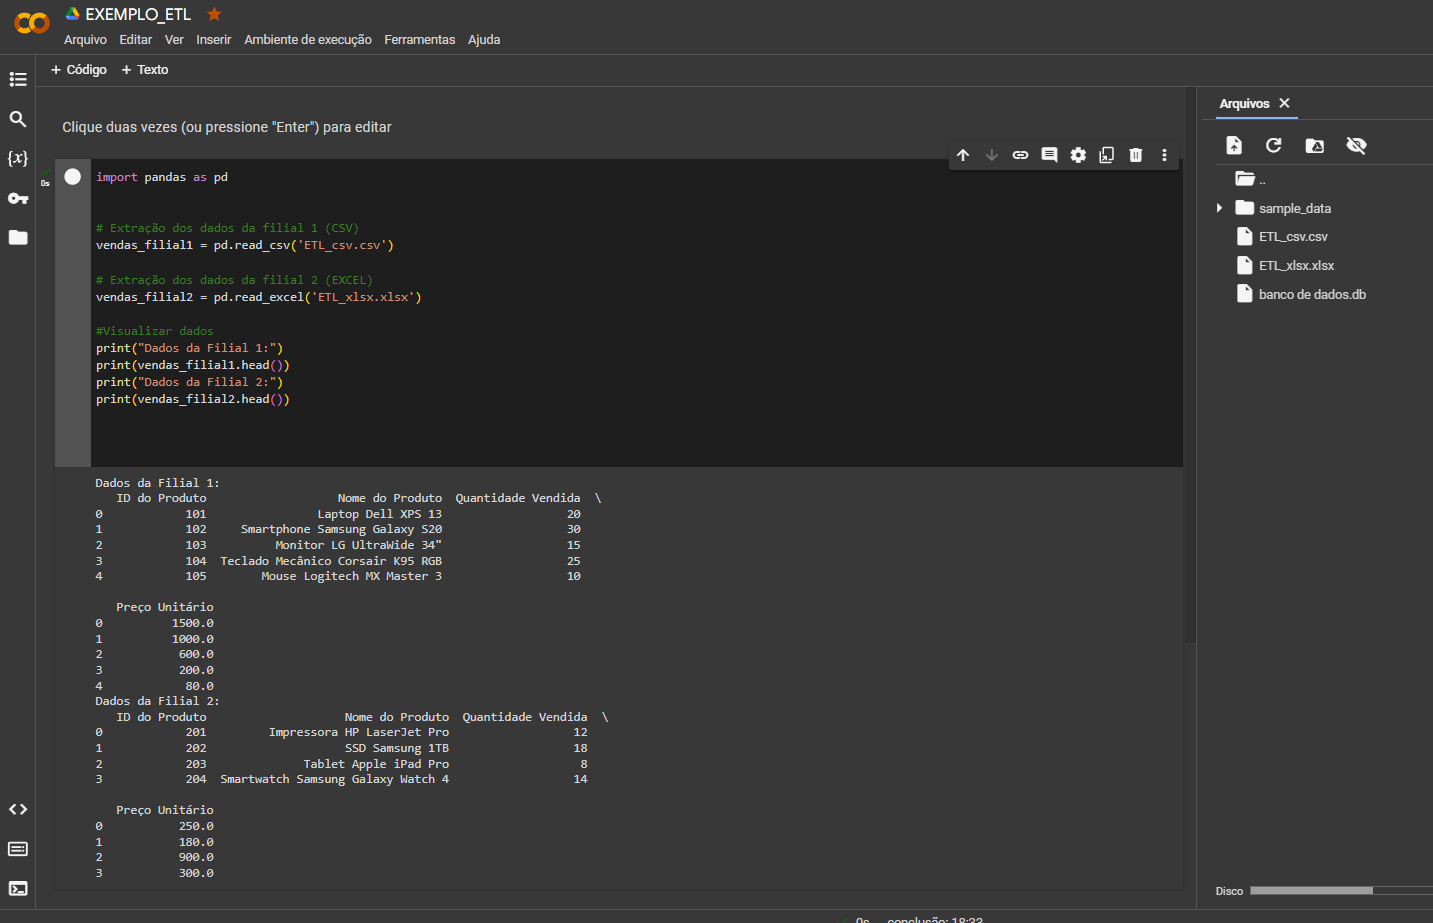 EXEMPLO_ETL
Arquivo Editar Ver Inserir Ambiente de execução Ferramentas Ajuda
+ Código + Texto
Arquivos
Clique duas vezes (ou pressione "Enter") para editar
{x}
0s
import pandas as pd
# Extração dos dados da filial 1 (CSV)
vendas_filial1 = pd.read_csv('ETL_csv.csv')
# Extração dos dados da filial 2 (EXCEL)
vendas_filial2 = pd.read_excel('ETL_xlsx.xlsx')
#Visualizar dados
print("Dados da Filial 1:")
print(vendas_filial1.head())
print("Dados da Filial 2:")
print(vendas_filial2.head())
Dados da Filial 1:
ID do Produto Nome do Produto Quantidade Vendida \
0 101 Laptop Dell XPS 13 20
1 102 Smartphone Samsung Galaxy S20 30
2 103 Monitor LG UltraWide 34" 15
3 104 Teclado Mecânico Corsair K95 RGB 25
4 105 Mouse Logitech MX Master 3 10
Preço Unitário
0 1500.0
1 1000.0
2 600.0
3 200.0
4 80.0
Dados da Filial 2:
ID do Produto Nome do Produto Quantidade Vendida \
0 201 Impressora HP LaserJet Pro 12
1 202 SSD Samsung 1TB 18
2 203 Tablet Apple iPad Pro 8
3 204 Smartwatch Samsung Galaxy Watch 4 14
Preço Unitário
0 250.0
1 180.0
2 900.0
3 300.0
..
sample_data
ETL_csv.csv
ETL_xlsx.xlsx
banco de dados.db
Disco
0s conclusão: 18:33